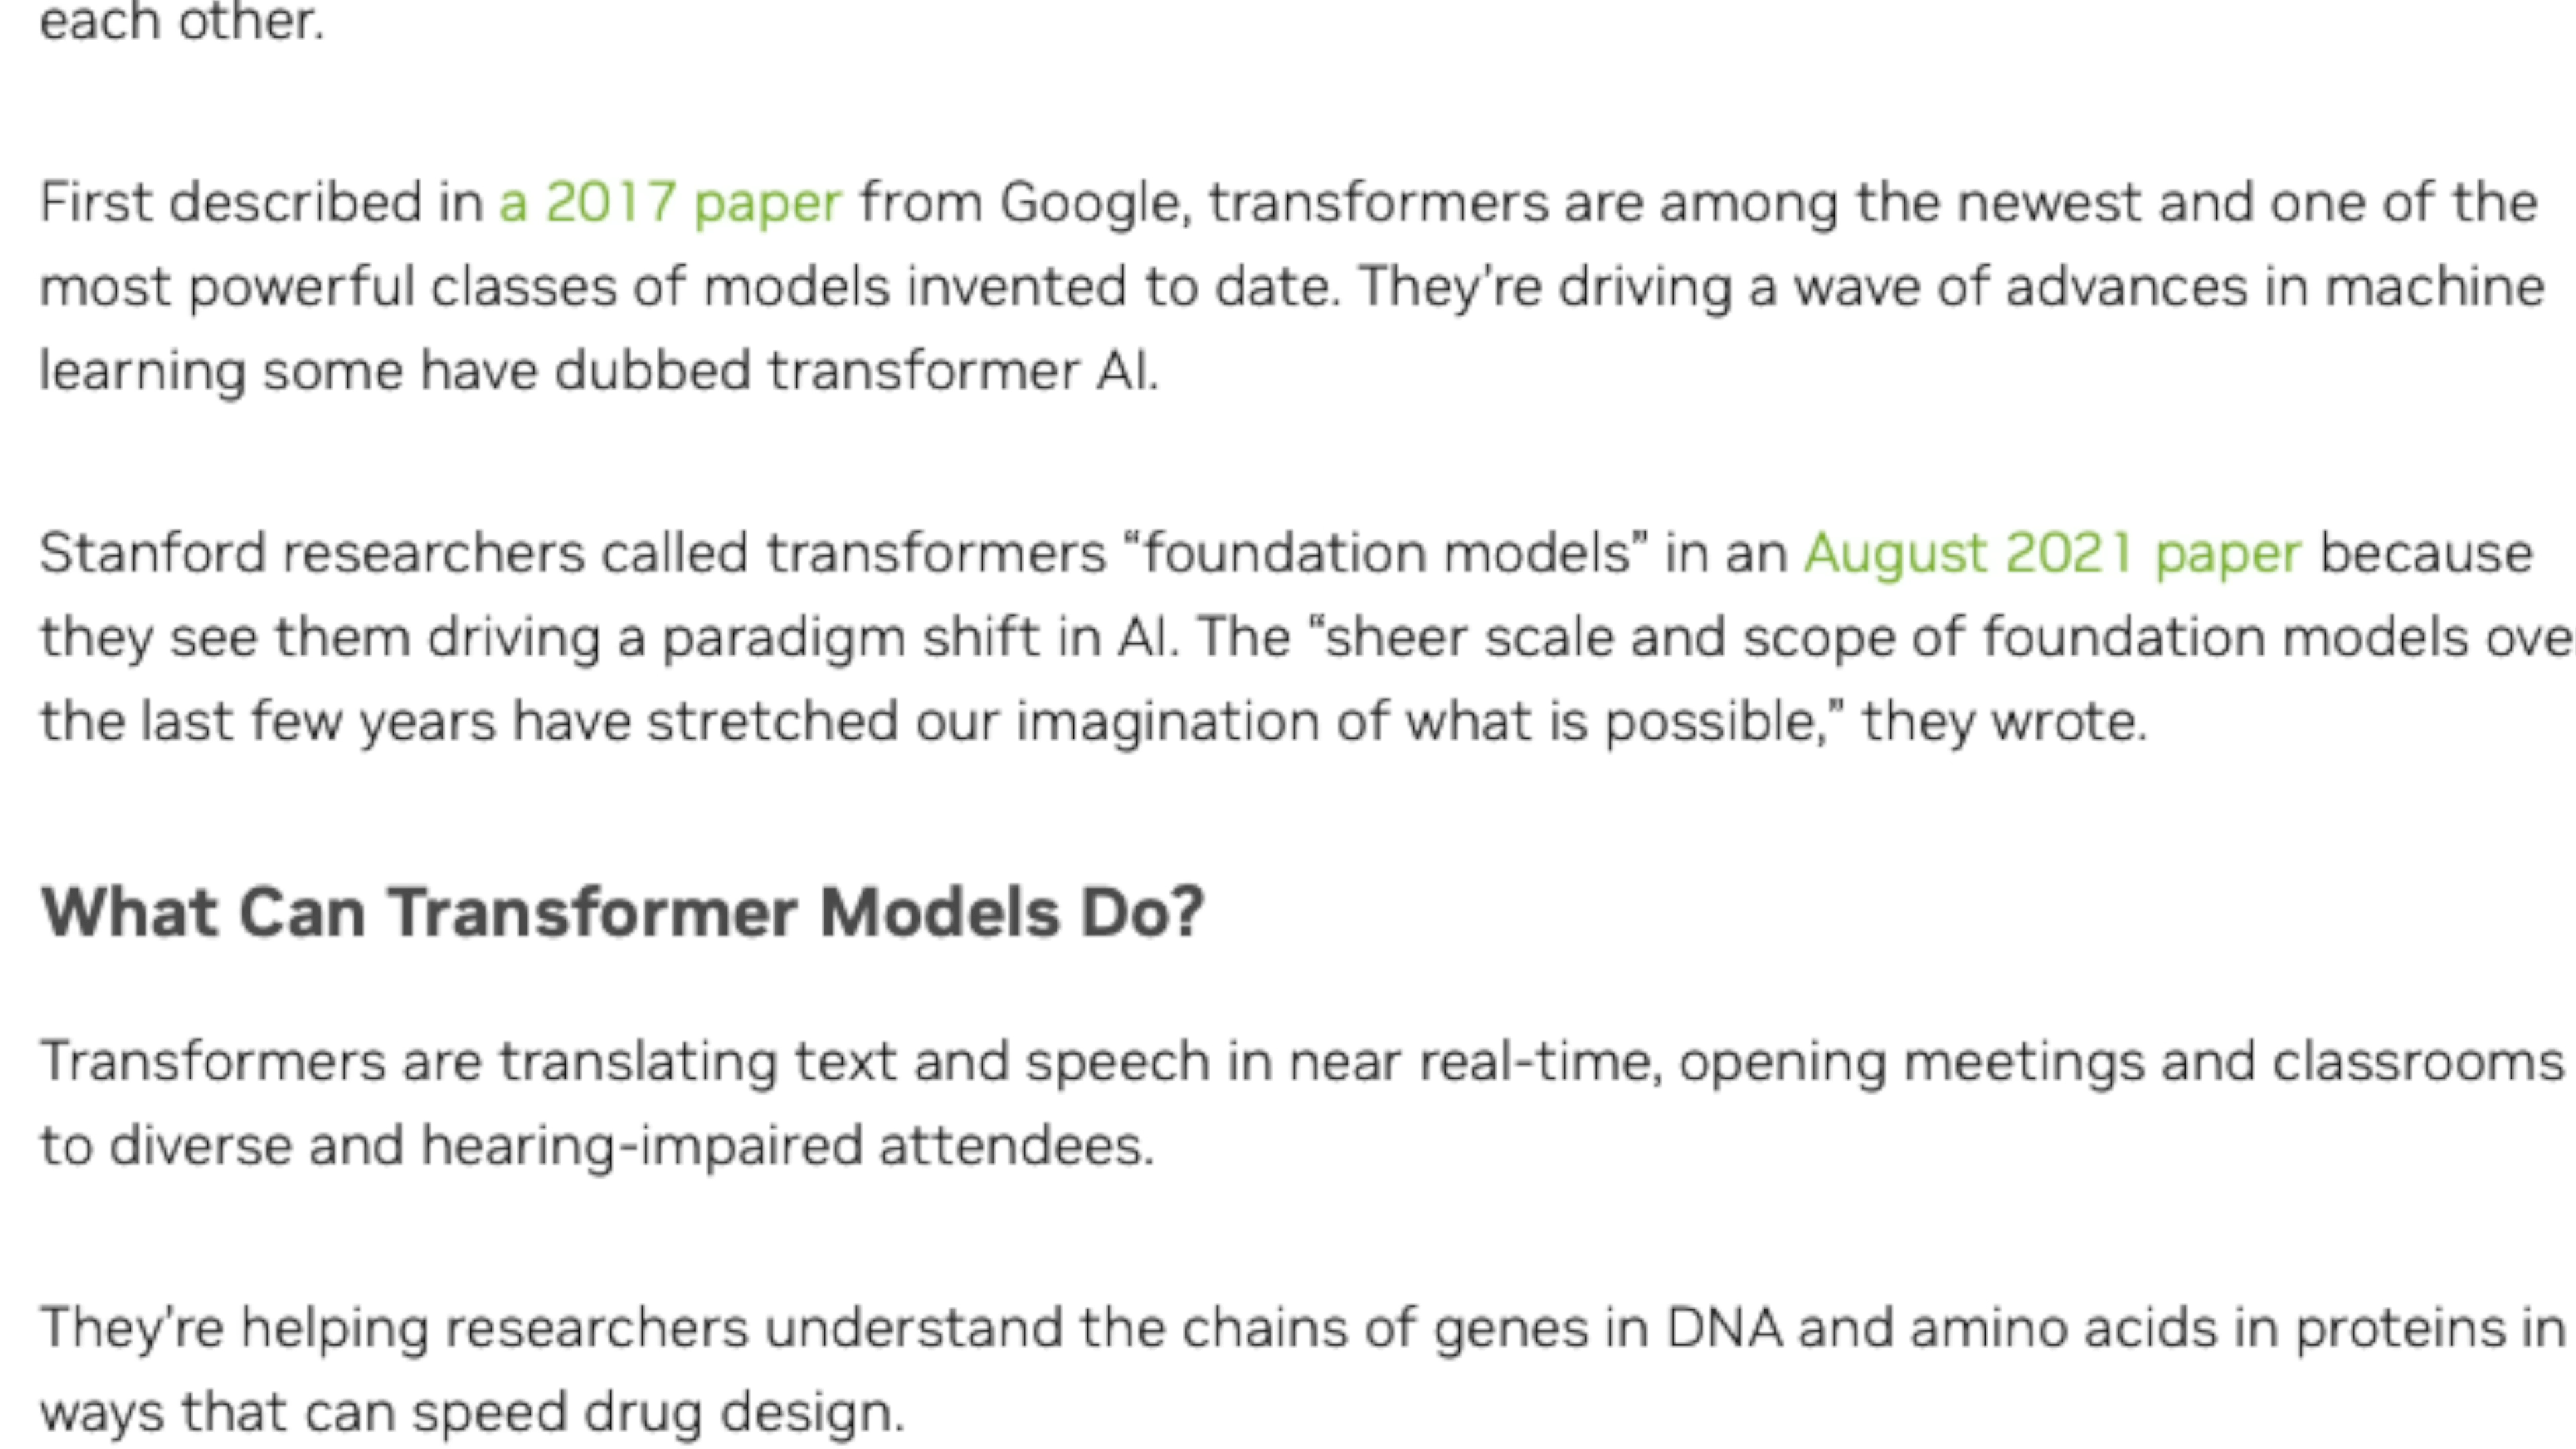 each other.
First described in a 2017 paper from Google, transformers are among the newest and one of the
most powerful classes of models invented to date. They're driving a wave of advances in machine
learning some have dubbed transformer AI.
Stanford researchers called transformers “foundation models” in an August 2021 paper because
they see them driving a paradigm shift in AI. The “sheer scale and scope of foundation models ove
the last few years have stretched our imagination of what is possible,” they wrote.
What Can Transformer Models Do?
Transformers are translating text and speech in near real-time, opening meetings and classrooms
to diverse and hearing-impaired attendees.
They're helping researchers understand the chains of genes in DNA and amino acids in proteins in
ways that can speed drug design.